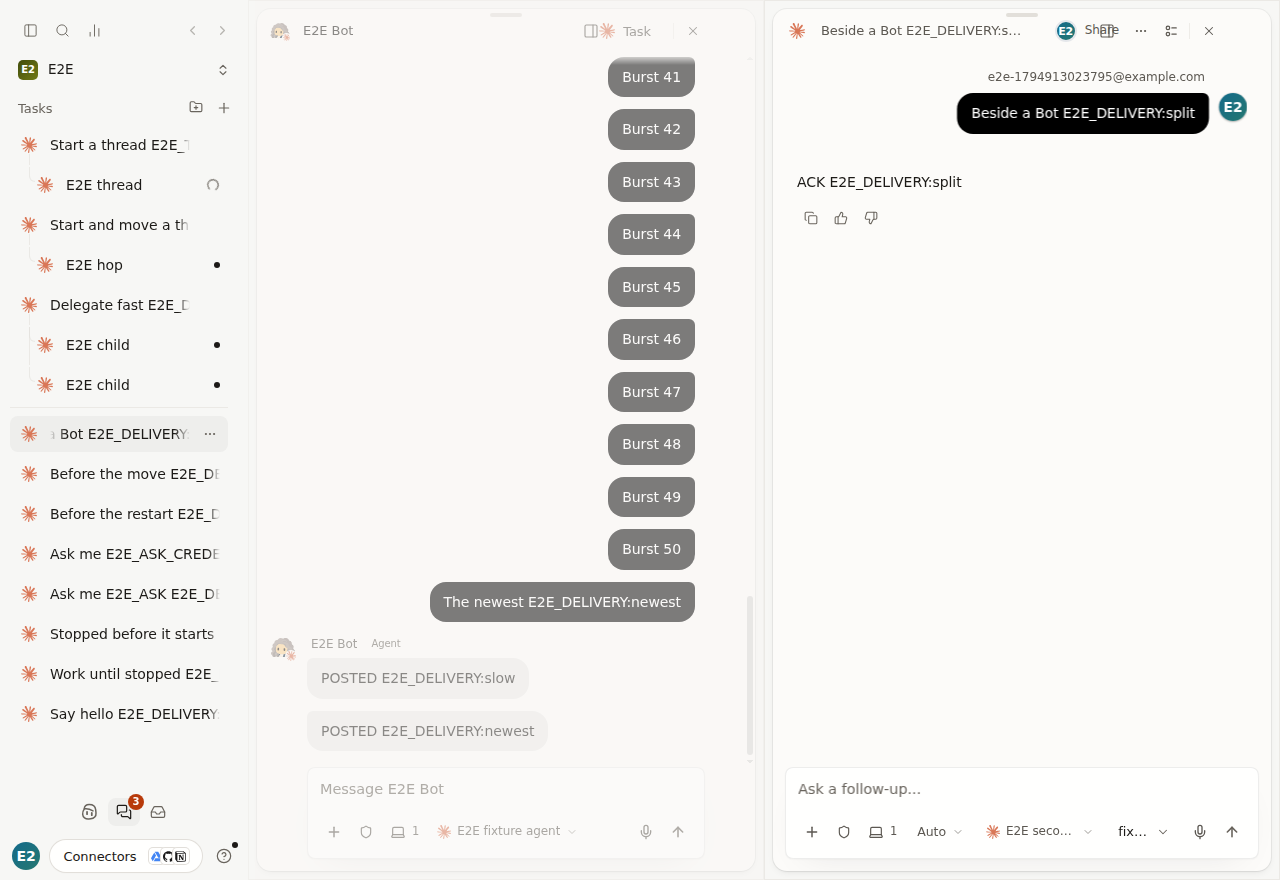 E2 E2E
Tasks
Start a thread E2E_
E2E thread
Start and move a th
E2E hop
Delegate fast E2E_D
E2E child
E2E child
a Bot E2E_DELIVERY:
Before the move E2E_DE
Before the restart E2E_D
Ask me E2E_ASK_CREDE
Ask me E2E_ASK E2E_DE
Stopped before it starts
Work until stopped E2E_
Say hello E2E_DELIVERY:
3
E2 Connectors
E2E Bot Task
Burst 41
Burst 42
Burst 43
Burst 44
Burst 45
Burst 46
Burst 47
Burst 48
Burst 49
Burst 50
The newest E2E_DELIVERY:newest
E2E Bot Agent
POSTED E2E_DELIVERY:slow
POSTED E2E_DELIVERY:newest
Message E2E Bot
1 E2E fixture agent
Beside a Bot E2E_DELIVERY:s... E2 Share
e2e-1794913023795@example.com
Beside a Bot E2E_DELIVERY:split E2
ACK E2E_DELIVERY:split
Ask a follow-up...
1 Auto E2E seco... fix...